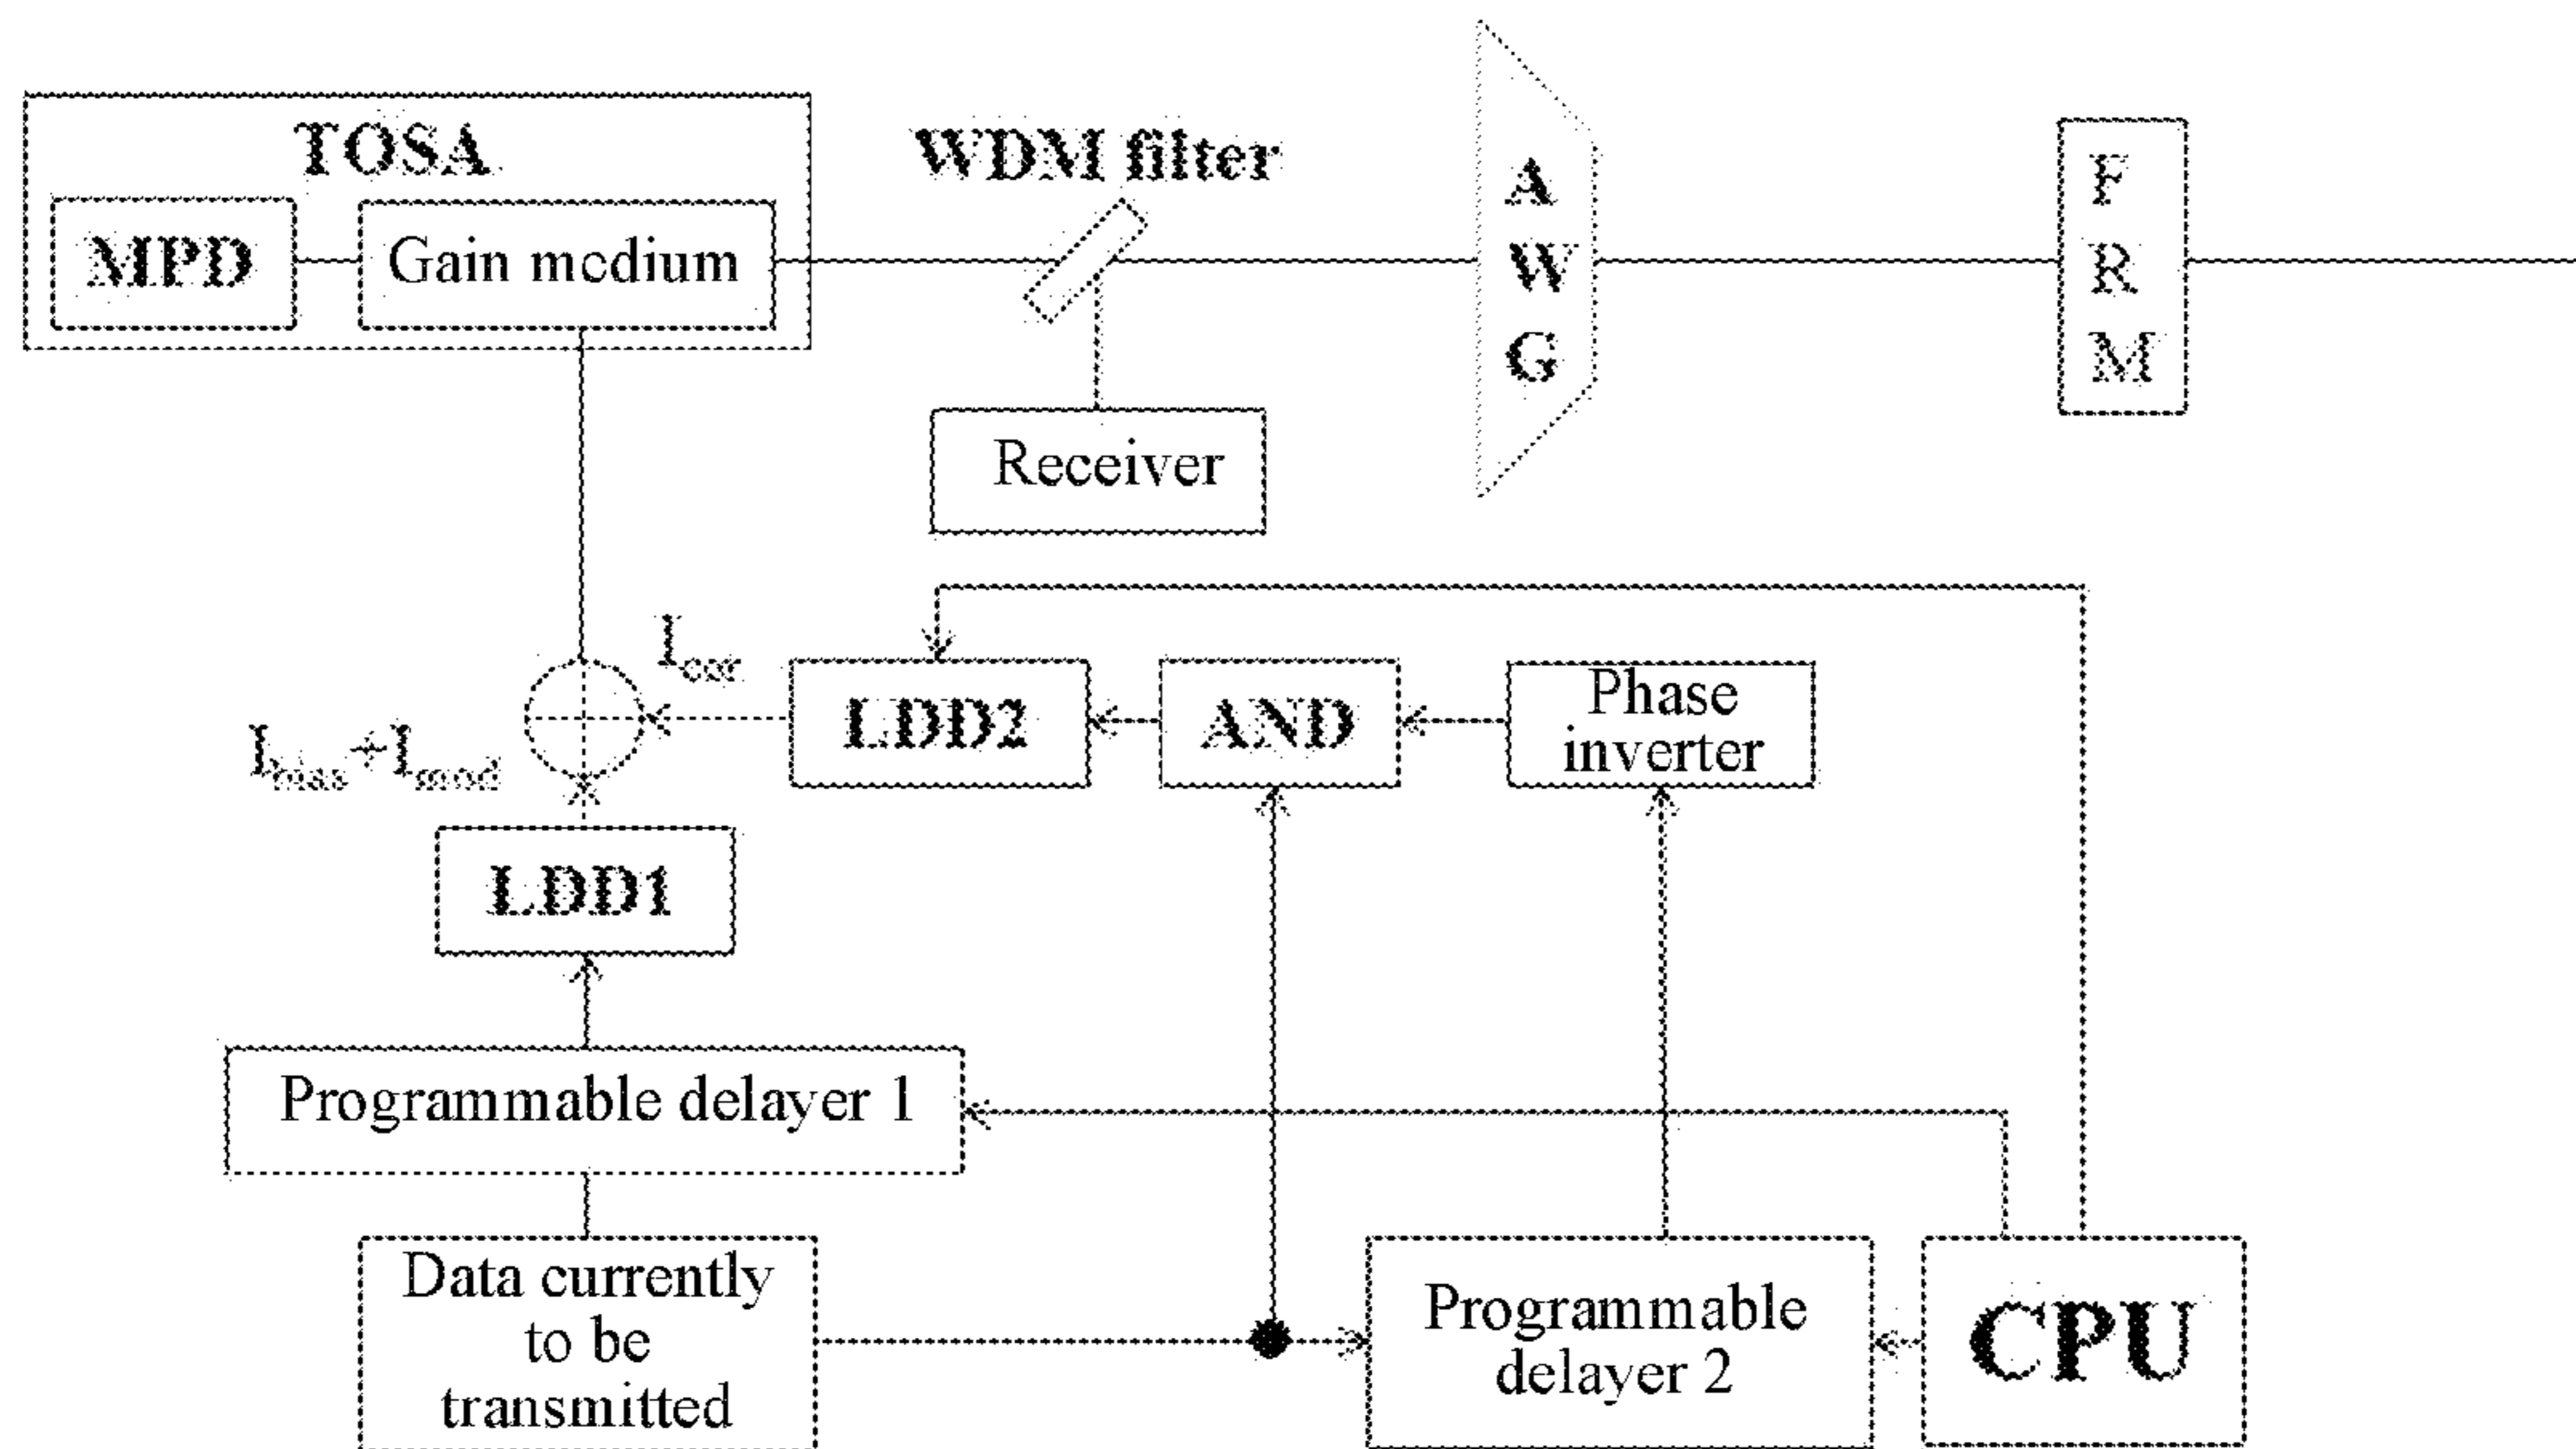 TOSA
MPD
Gain medium
WDM filter
A
W
G
F
R
M
Receiver
Icor
Ibias+Imod
LDD2
AND
Phase
inverter
LDD1
Programmable delayer 1
Data currently
to be
transmitted
Programmable
delayer 2
CPU